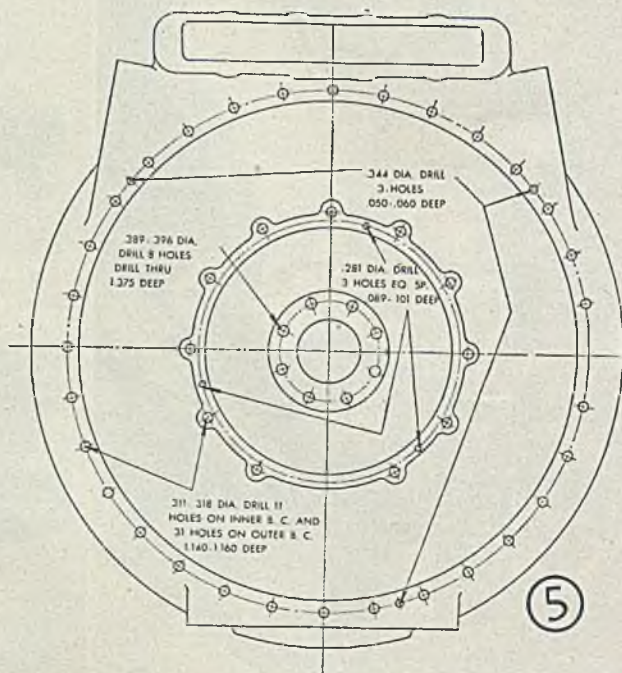 .344 DIA. DRILL
3 HOLES
.050-.060 DEEP
.389-.396 DIA.
DRILL 8 HOLES
DRILL THRU
1.375 DEEP
.281 DIA. DRILL
3 HOLES EQ. SP.
.089-.101 DEEP
.311-.318 DIA. DRILL 11
HOLES ON INNER B. C. AND
31 HOLES ON OUTER B. C.
1.140-1.160 DEEP
5